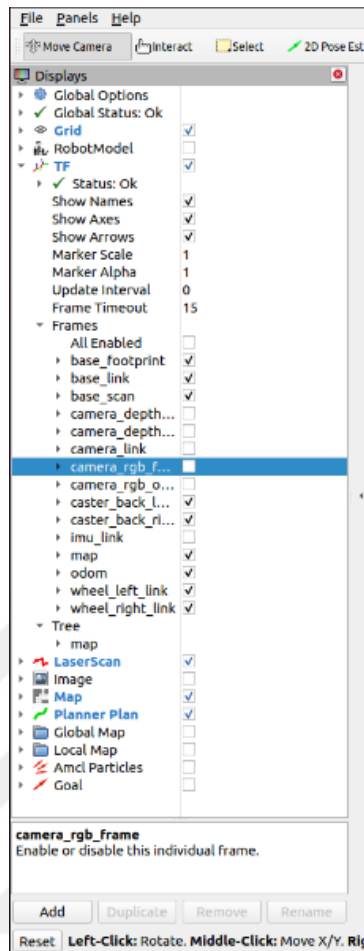 File Panels Help
Move Camera Interact Select 2D Pose Est
Displays
Global Options
Global Status: Ok
Grid
RobotModel
TF
Status: Ok
Show Names
Show Axes
Show Arrows
Marker Scale 1
Marker Alpha 1
Update Interval 0
Frame Timeout 15
Frames
All Enabled
base_footprint
base_link
base_scan
camera_depth...
camera_depth...
camera_link
camera_rgb_f...
camera_rgb_o...
caster_back_l...
caster_back_ri...
imu_link
map
odom
wheel_left_link
wheel_right_link
Tree
map
LaserScan
Image
Map
Planner Plan
Global Map
Local Map
Amcl Particles
Goal
camera_rgb_frame
Enable or disable this individual frame.
Add Duplicate Remove Rename
Reset Left-Click: Rotate. Middle-Click: Move X/Y. Ri